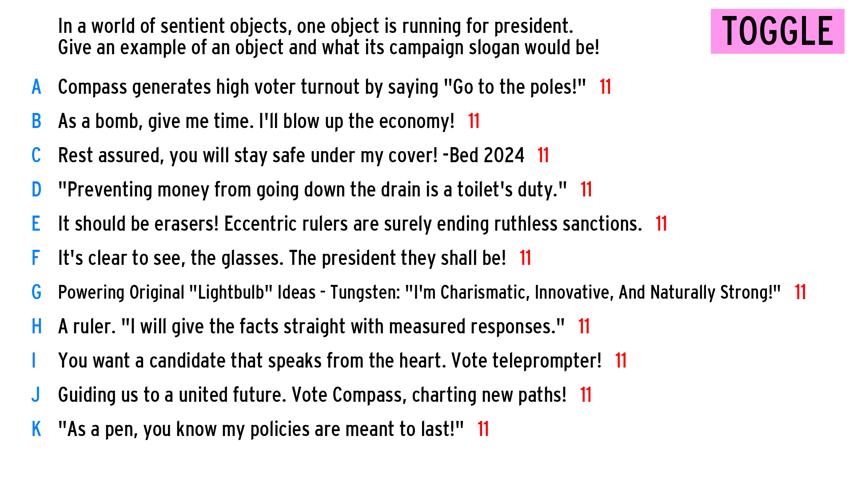 In a world of sentient objects, one object is running for president.
Give an example of an object and what its campaign slogan would be!
TOGGLE
A Compass generates high voter turnout by saying "Go to the poles!" 11
B As a bomb, give me time. I'll blow up the economy! 11
C Rest assured, you will stay safe under my cover! -Bed 2024 11
D "Preventing money from going down the drain is a toilet's duty." 11
E It should be erasers! Eccentric rulers are surely ending ruthless sanctions. 11
F It's clear to see, the glasses. The president they shall be! 11
G Powering Original "Lightbulb" Ideas - Tungsten: "I'm Charismatic, Innovative, And Naturally Strong!" 11
H A ruler. "I will give the facts straight with measured responses." 11
I You want a candidate that speaks from the heart. Vote teleprompter! 11
J Guiding us to a united future. Vote Compass, charting new paths! 11
K "As a pen, you know my policies are meant to last!" 11